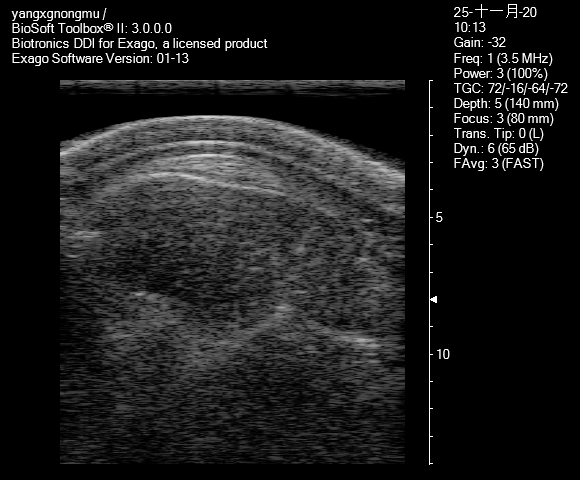 yangxgnongmu /
BioSoft Toolbox® II: 3.0.0.0
Biotronics DDI for Exago, a licensed product
Exago Software Version: 01-13
25-十一月-20
10:13
Gain: -32
Freq: 1 (3.5 MHz)
Power: 3 (100%)
TGC: 72/-16/-64/-72
Depth: 5 (140 mm)
Focus: 3 (80 mm)
Trans. Tip: 0 (L)
Dyn.: 6 (65 dB)
FAvg: 3 (FAST)
5
10